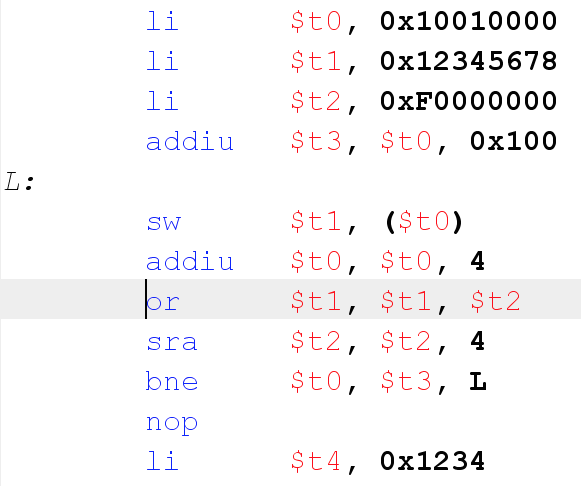 li $t0, 0x10010000
li $t1, 0x12345678
li $t2, 0xF0000000
addiu $t3, $t0, 0x100
L:
sw $t1, ($t0)
addiu $t0, $t0, 4
or $t1, $t1, $t2
sra $t2, $t2, 4
bne $t0, $t3, L
nop
li $t4, 0x1234